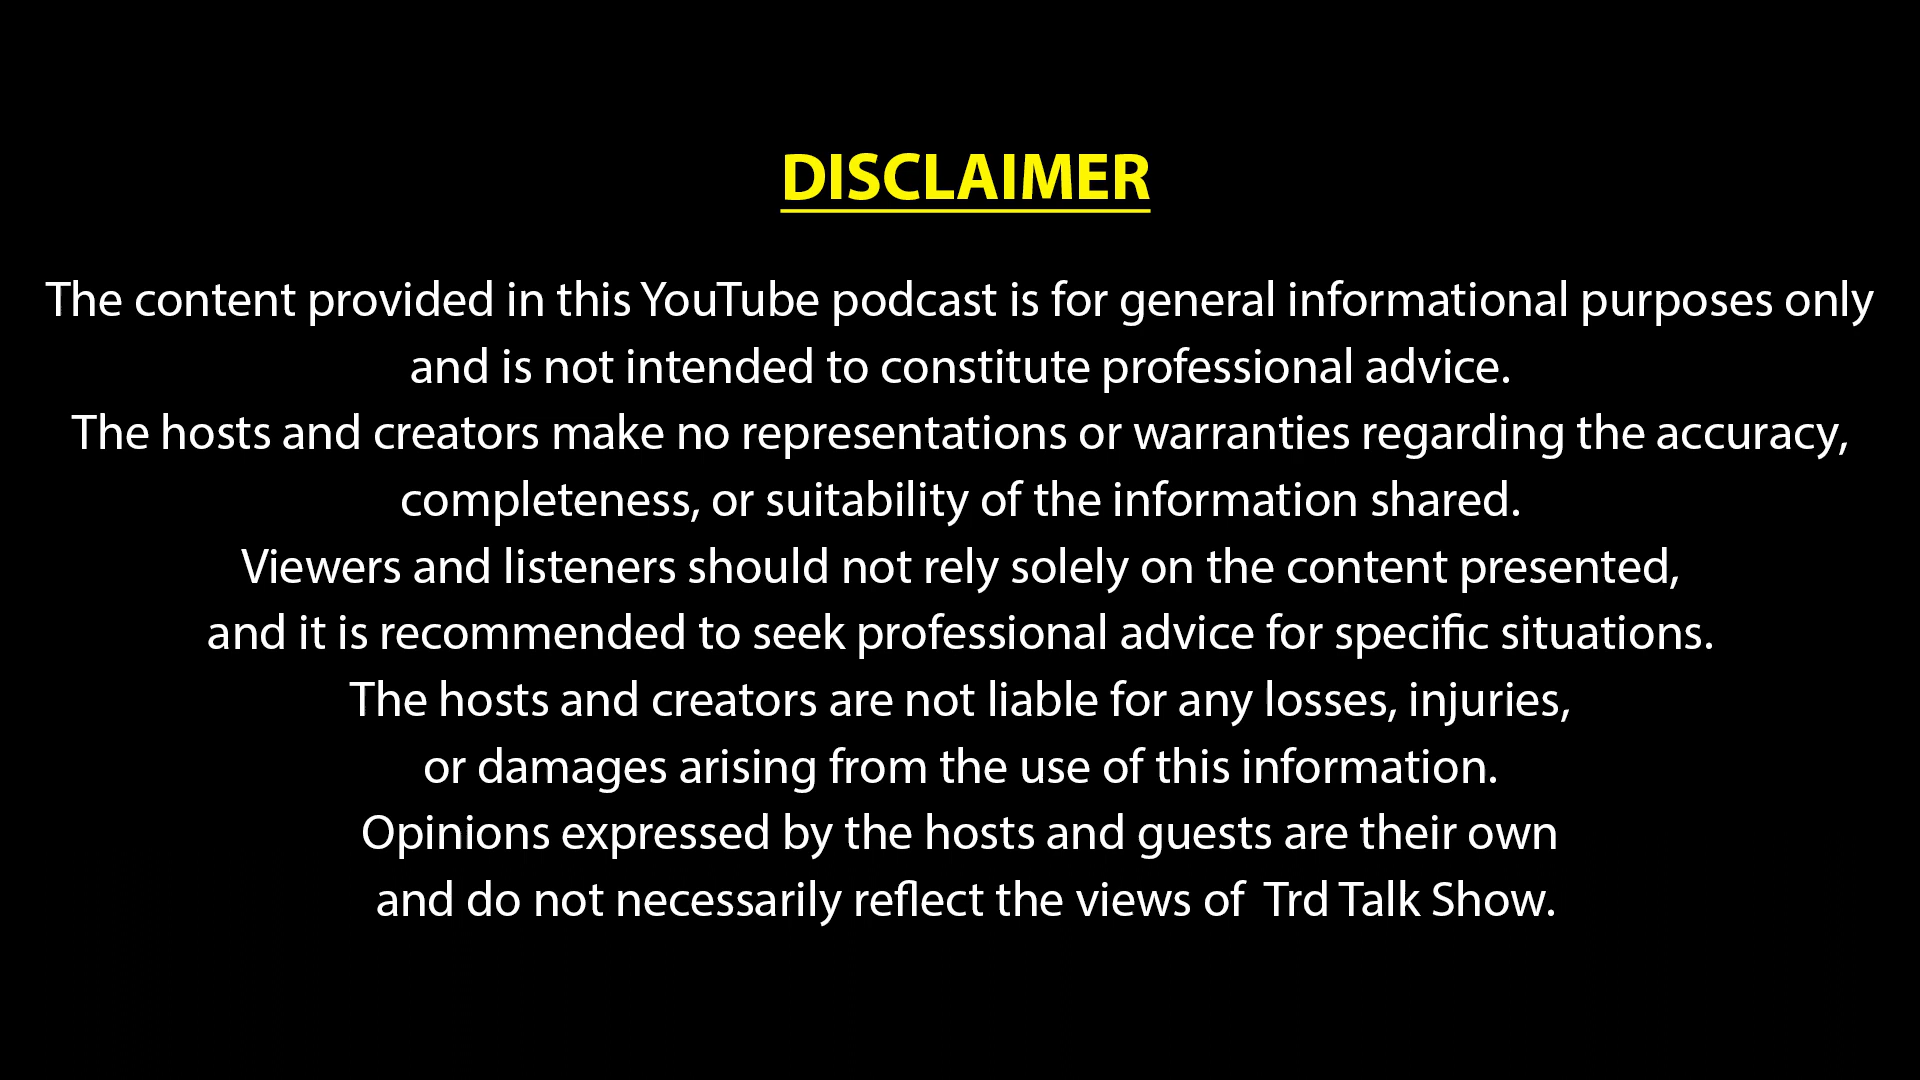 DISCLAIMER
The content provided in this YouTube podcast is for general informational purposes only
and is not intended to constitute professional advice.
The hosts and creators make no representations or warranties regarding the accuracy,
completeness, or suitability of the information shared.
Viewers and listeners should not rely solely on the content presented,
and it is recommended to seek professional advice for specific situations.
The hosts and creators are not liable for any losses, injuries,
or damages arising from the use of this information.
Opinions expressed by the hosts and guests are their own
and do not necessarily reflect the views of  Trd Talk Show.